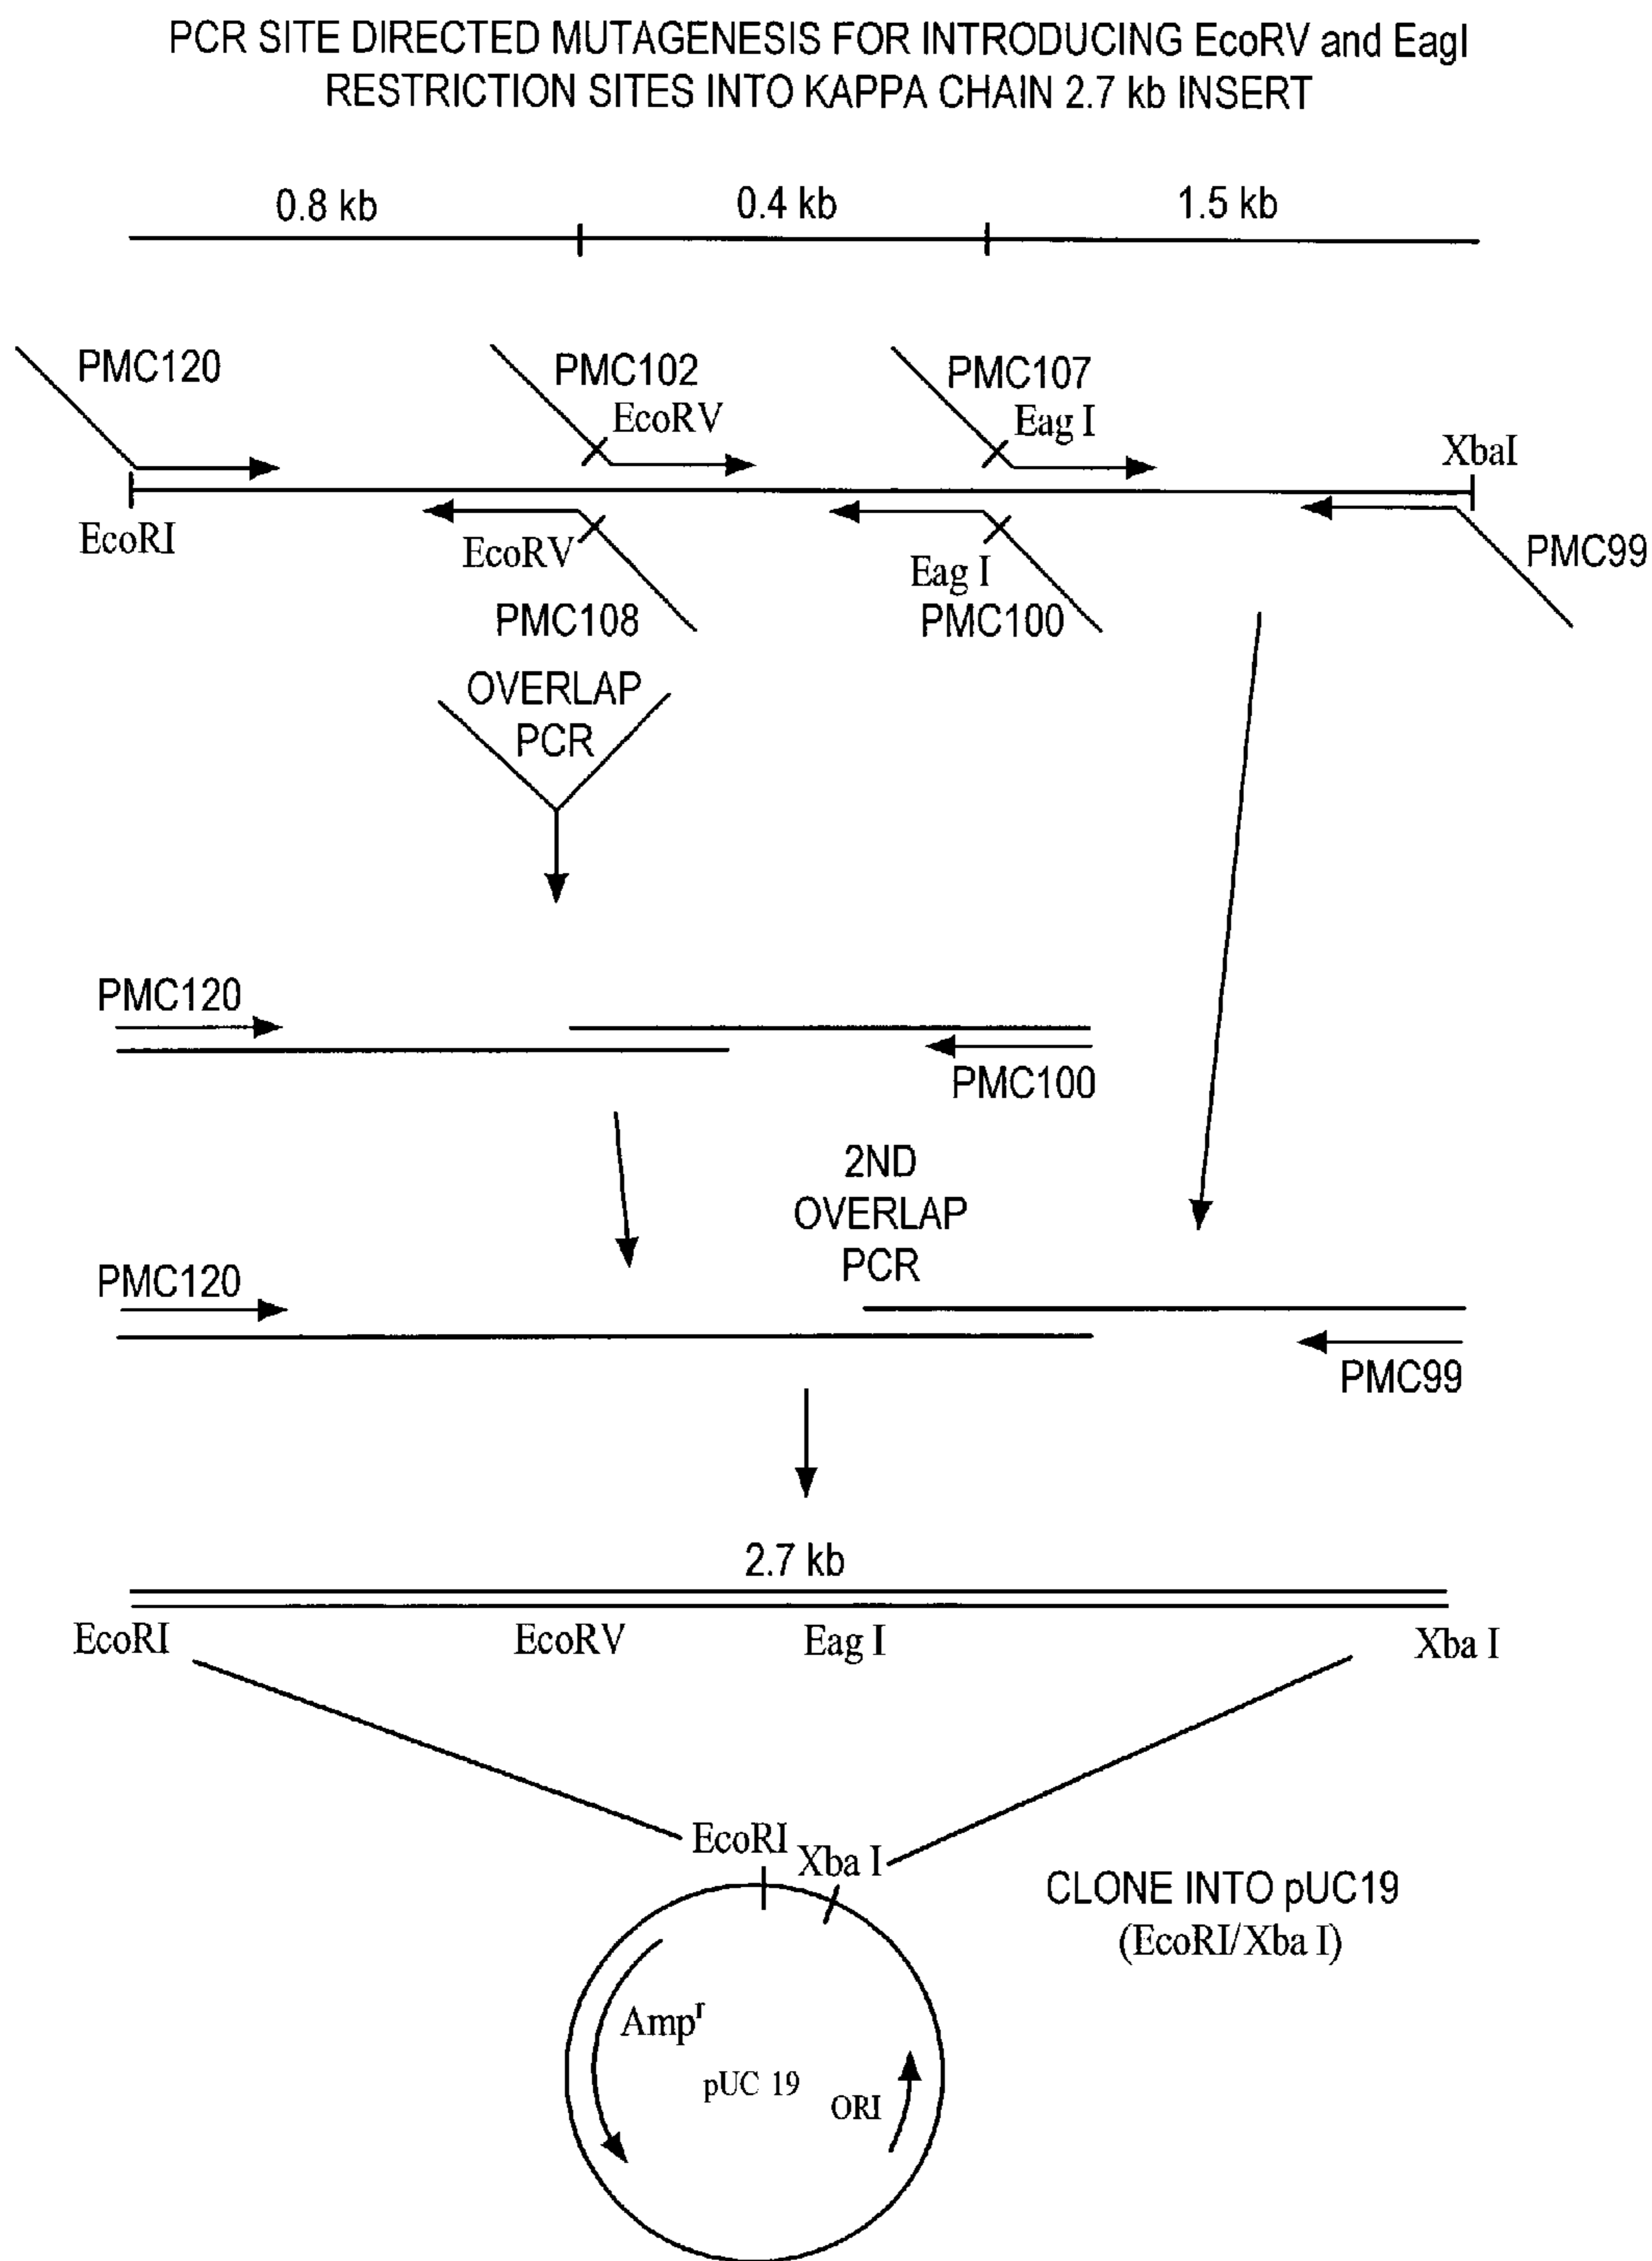 PCR SITE DIRECTED MUTAGENESIS FOR INTRODUCING EcoRV and EagI
RESTRICTION SITES INTO KAPPA CHAIN 2.7 kb INSERT
0.8 kb
0.4 kb
1.5 kb
PMC120
PMC102
EcoRV
PMC107
Eag I
XbaI
EcoRI
EcoRV
PMC108
Eag I
PMC100
PMC99
OVERLAP
PCR
PMC120
PMC100
2ND
OVERLAP
PCR
PMC120
PMC99
2.7 kb
EcoRI
EcoRV
Eag I
Xba I
EcoRI
Xba I
CLONE INTO pUC19
(EcoRI/Xba I)
Ampʳ
pUC 19
ORI